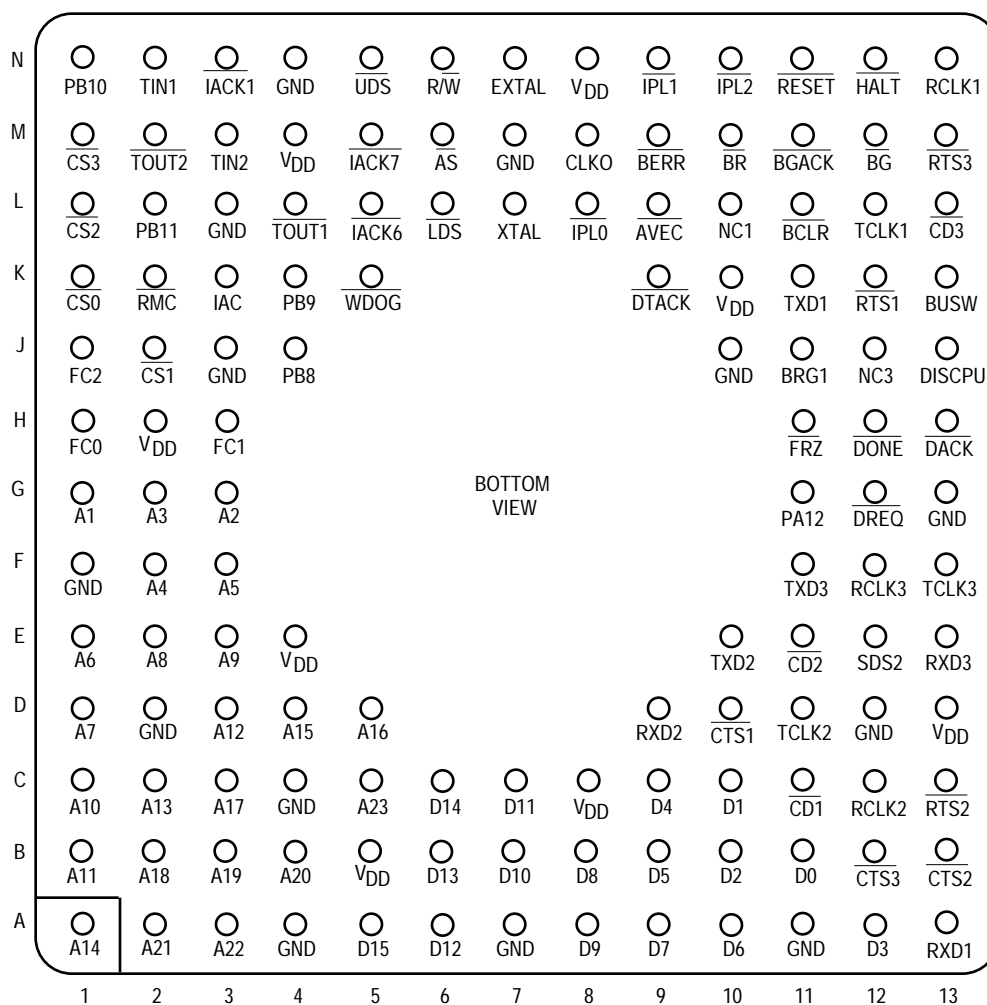 N
PB10 TIN1 IACK1 GND UDS R/W EXTAL VDD IPL1 IPL2 RESET HALT RCLK1
M
CS3 TOUT2 TIN2 VDD IACK7 AS GND CLKO BERR BR BGACK BG RTS3
L
CS2 PB11 GND TOUT1 IACK6 LDS XTAL IPL0 AVEC NC1 BCLR TCLK1 CD3
K
CS0 RMC IAC PB9 WDOG DTACK VDD TXD1 RTS1 BUSW
J
FC2 CS1 GND PB8 GND BRG1 NC3 DISCPU
H
FC0 VDD FC1 FRZ DONE DACK
G
BOTTOM
VIEW
A1 A3 A2 PA12 DREQ GND
F
GND A4 A5 TXD3 RCLK3 TCLK3
E
A6 A8 A9 VDD TXD2 CD2 SDS2 RXD3
D
A7 GND A12 A15 A16 RXD2 CTS1 TCLK2 GND VDD
C
A10 A13 A17 GND A23 D14 D11 VDD D4 D1 CD1 RCLK2 RTS2
B
A11 A18 A19 A20 VDD D13 D10 D8 D5 D2 D0 CTS3 CTS2
A
A14 A21 A22 GND D15 D12 GND D9 D7 D6 GND D3 RXD1
1 2 3 4 5 6 7 8 9 10 11 12 13